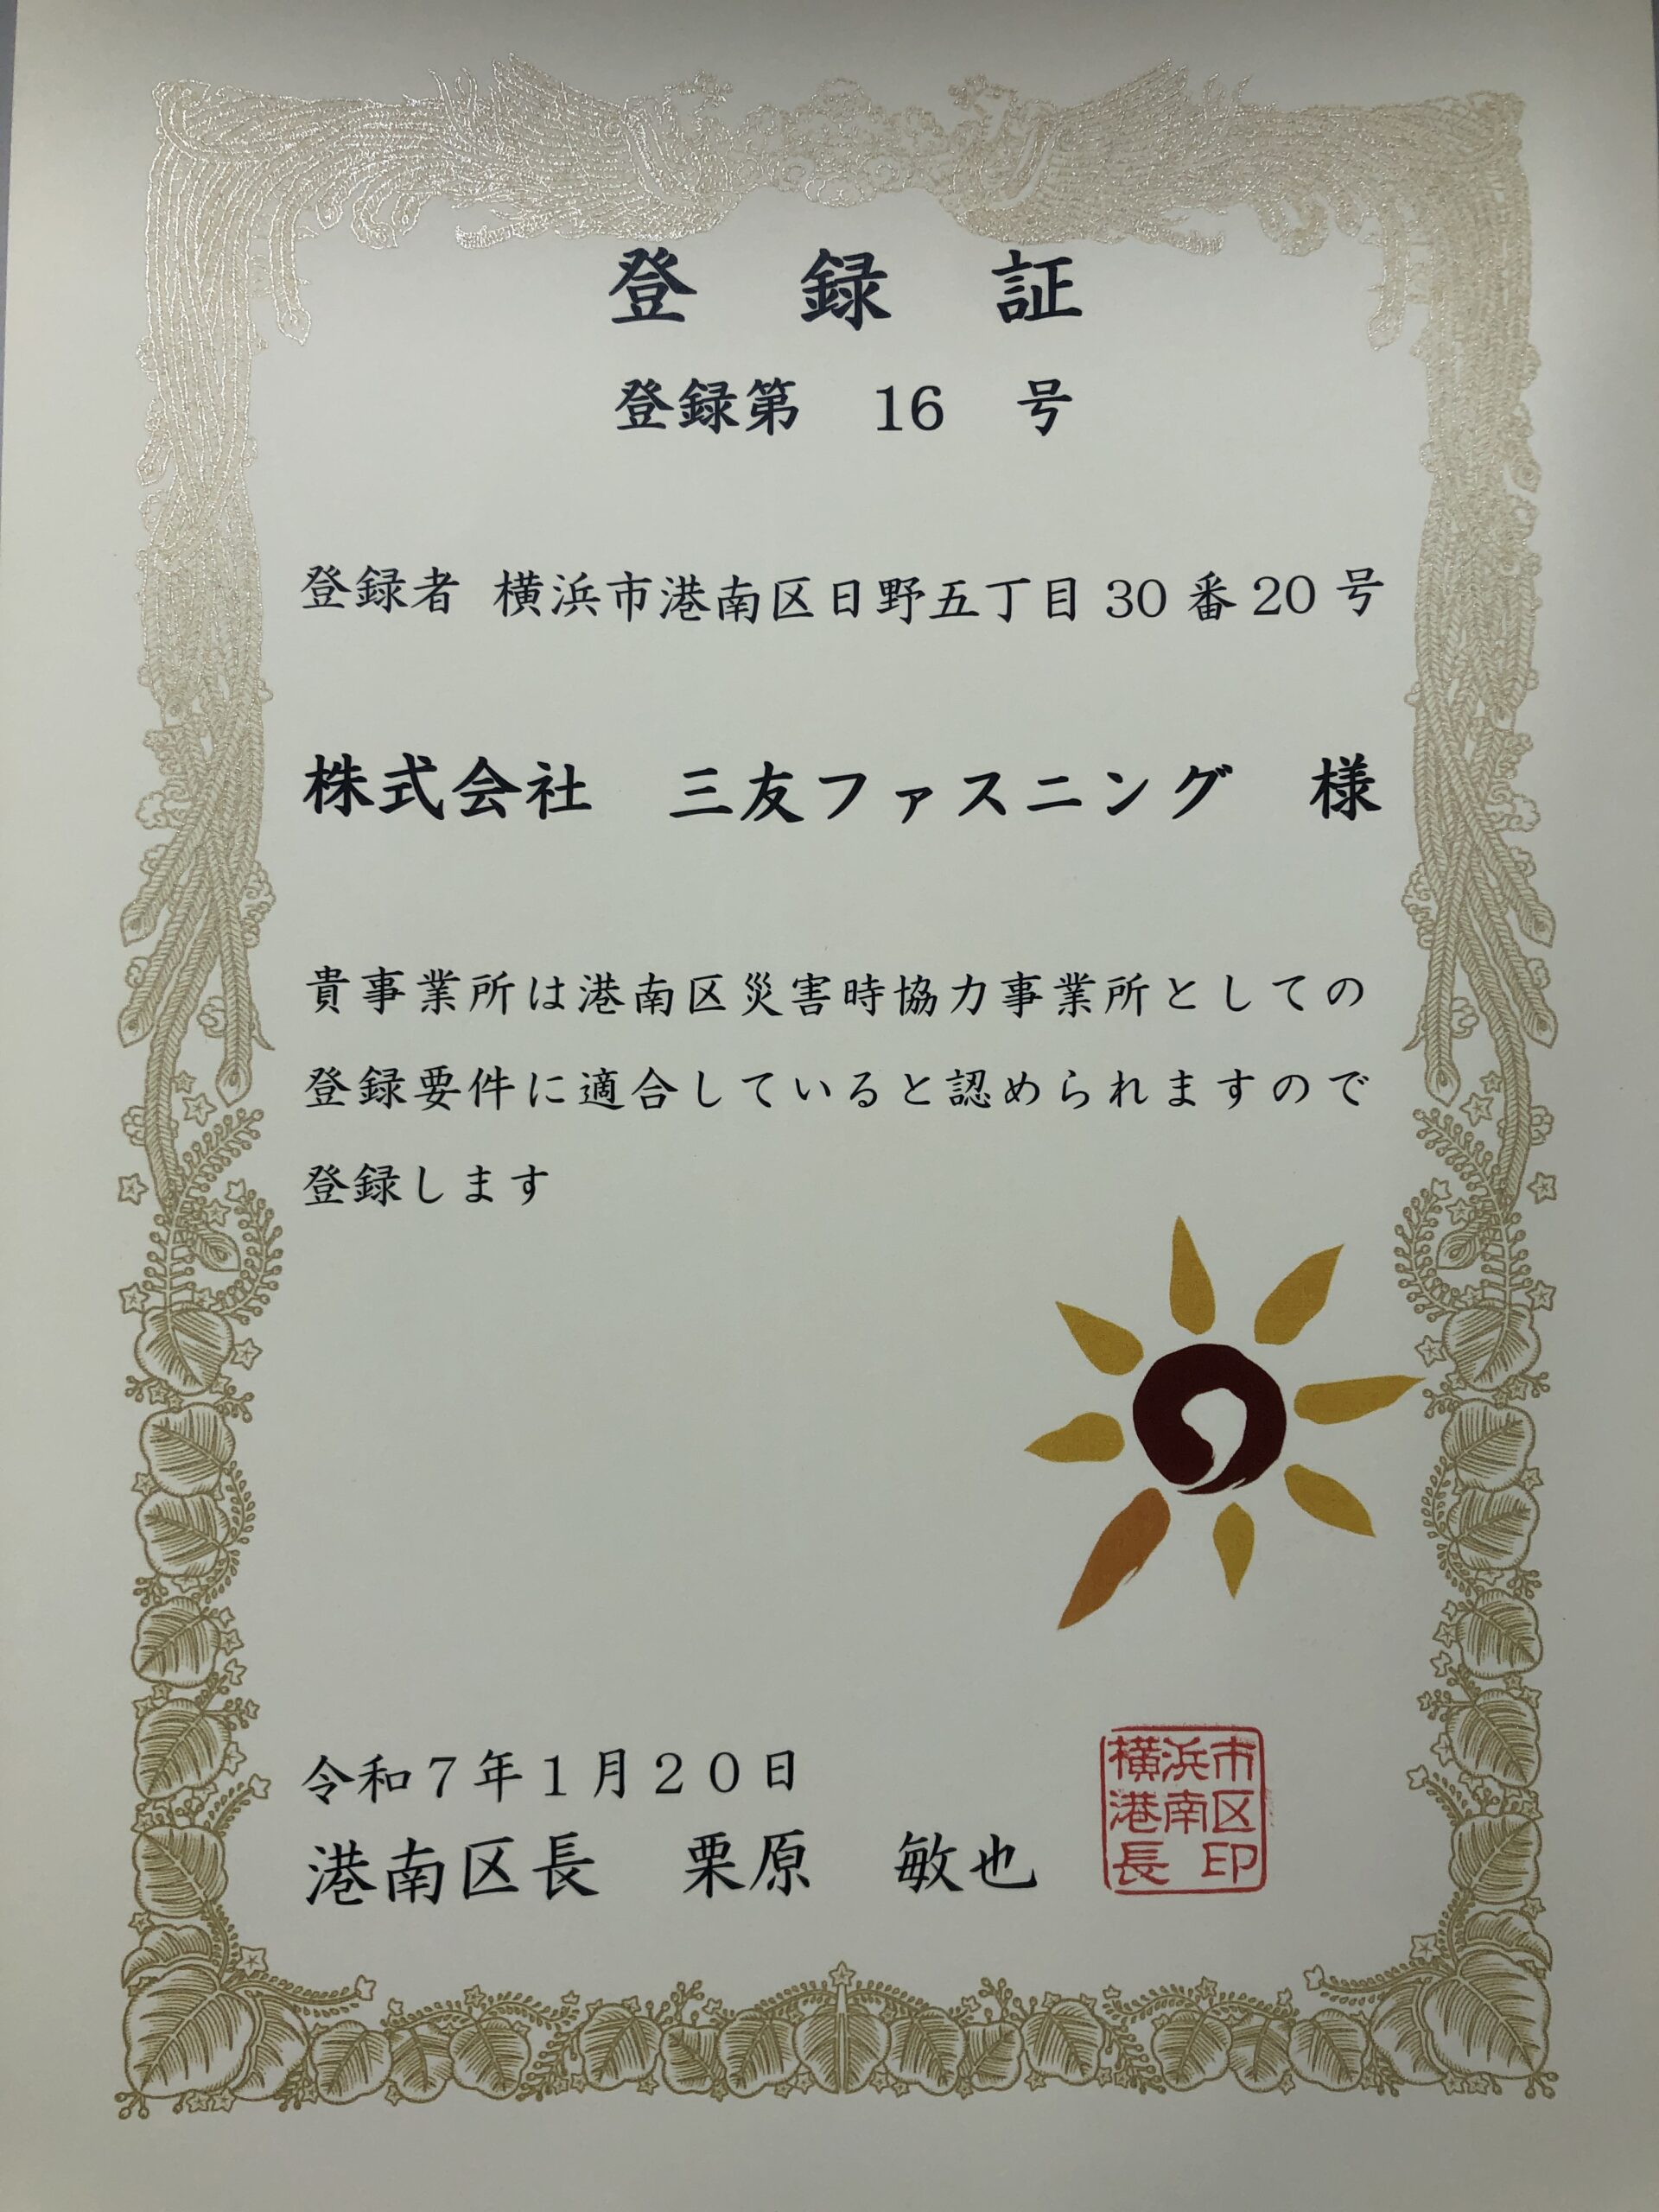 登 録 証
登録第 16 号
登録者 横浜市港南区日野五丁目 30 番 20 号
株式会社 三友ファスニング 様
貴事業所は港南区災害時協力事業所としての
登録要件に適合していると認められますので
登録します
令和７年１月２０日
港南区長 栗原 敏也
横浜市
港南区
長印